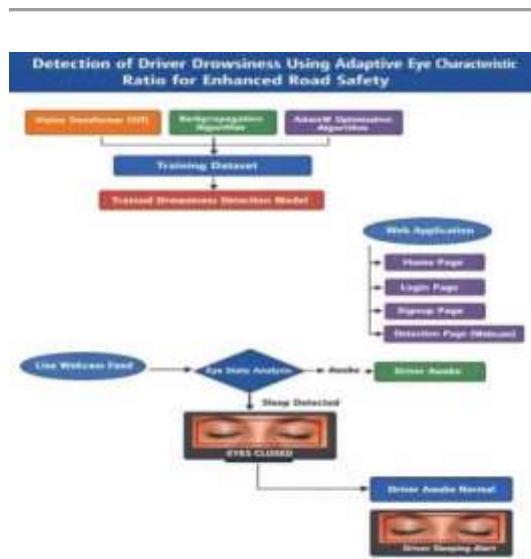 Detection of Driver Drowsiness Using Adaptive Eye Characteristic
Ratio for Enhanced Road Safety
Vision Transformer (ViT)
Backpropagation
Algorithm
AdamW Optimization
Algorithm
Training Dataset
Trained Drowsiness Detection Model
Web Application
Home Page
Login Page
Signup Page
Detection Page (Webcam)
Live Webcam Feed
Eye State Analysis
Awake
Driver Awake
Sleep Detected
EYES CLOSED
Driver Awake Normal
Driver Sleeping Alert